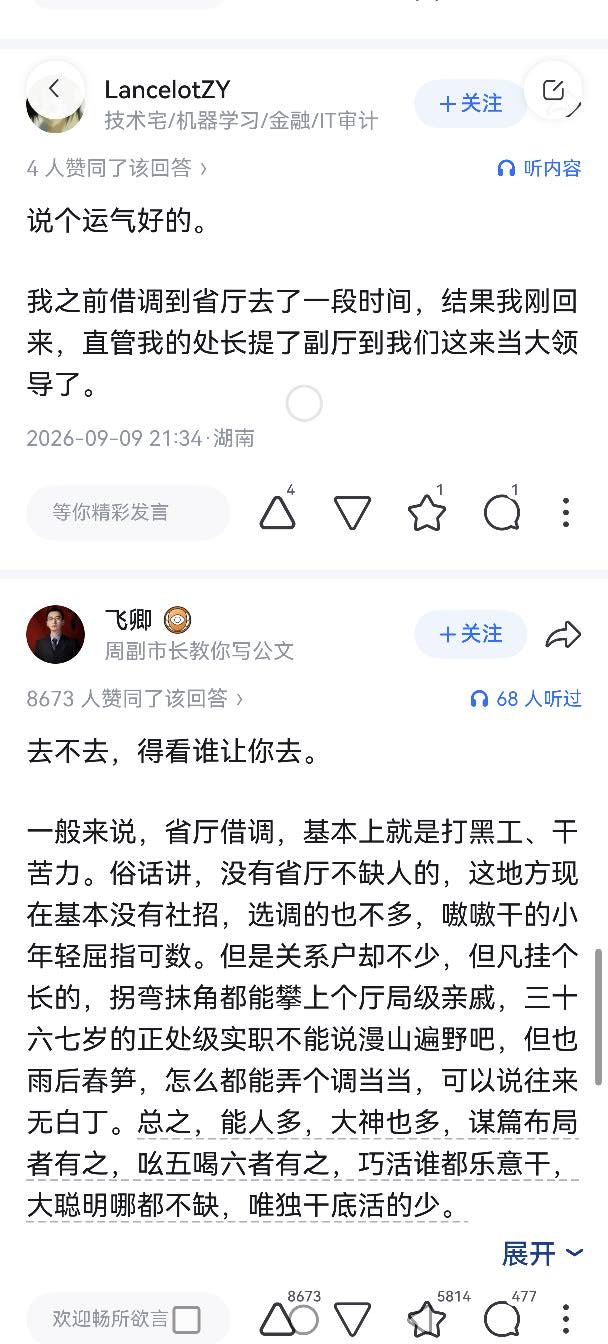 LancelotZY
+关注
技术宅/机器学习/金融/IT审计
4 人赞同了该回答 ›
听内容
说个运气好的。
我之前借调到省厅去了一段时间，结果我刚回
来，直管我的处长提了副厅到我们这来当大领
导了。
2026-09-09 21:34·湖南
等你精彩发言
4
1
1
飞卿
+关注
周副市长教你写公文
8673 人赞同了该回答 ›
68 人听过
去不去，得看谁让你去。
一般来说，省厅借调，基本上就是打黑工、干
苦力。俗话讲，没有省厅不缺人的，这地方现
在基本没有社招，选调的也不多，嗷嗷干的小
年轻屈指可数。但是关系户却不少，但凡挂个
长的，拐弯抹角都能攀上个厅局级亲戚，三十
六七岁的正处级实职不能说漫山遍野吧，但也
雨后春笋，怎么都能弄个调当当，可以说往来
无白丁。总之，能人多，大神也多，谋篇布局
者有之，吆五喝六者有之，巧活谁都乐意干，
大聪明哪都不缺，唯独干底活的少。
展开
欢迎畅所欲言
8673
5814
477